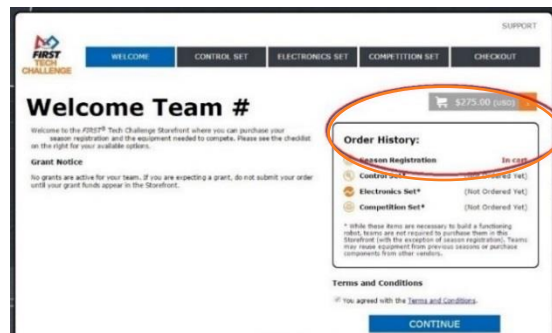 SUPPORT
FIRST
TECH
CHALLENGE
WELCOME
CONTROL SET
ELECTRONICS SET
COMPETITION SET
CHECKOUT
$275.00 (USD)
Welcome Team #
Welcome to the FIRST® Tech Challenge Storefront where you can purchase your
season registration and the equipment needed to compete. Please see the checklist
on the right for your available options.
Grant Notice
No grants are active for your team. If you are expecting a grant, do not submit your order
until your grant funds appear in the Storefront.
Order History:
Season Registration In cart
Control Set* (Not Ordered Yet)
Electronics Set* (Not Ordered Yet)
Competition Set* (Not Ordered Yet)
* While these items are necessary to build a functioning
robot, teams are not required to purchase them in this
Storefront (with the exception of season registration). Teams
may reuse equipment from previous seasons or purchase
components from other vendors.
Terms and Conditions
You agreed with the Terms and Conditions.
CONTINUE